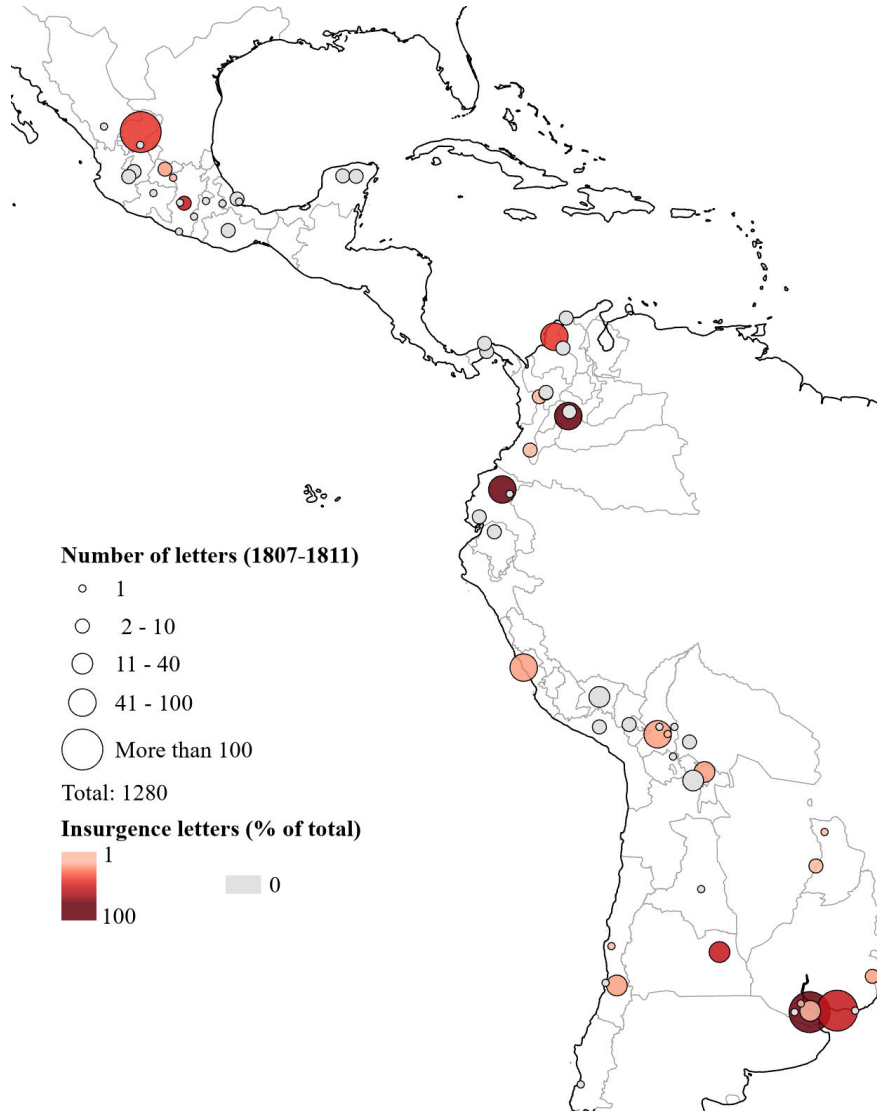 Number of letters (1807-1811)
1
2 - 10
11 - 40
41 - 100
More than 100
Total: 1280
Insurgence letters (% of total)
1
0
100